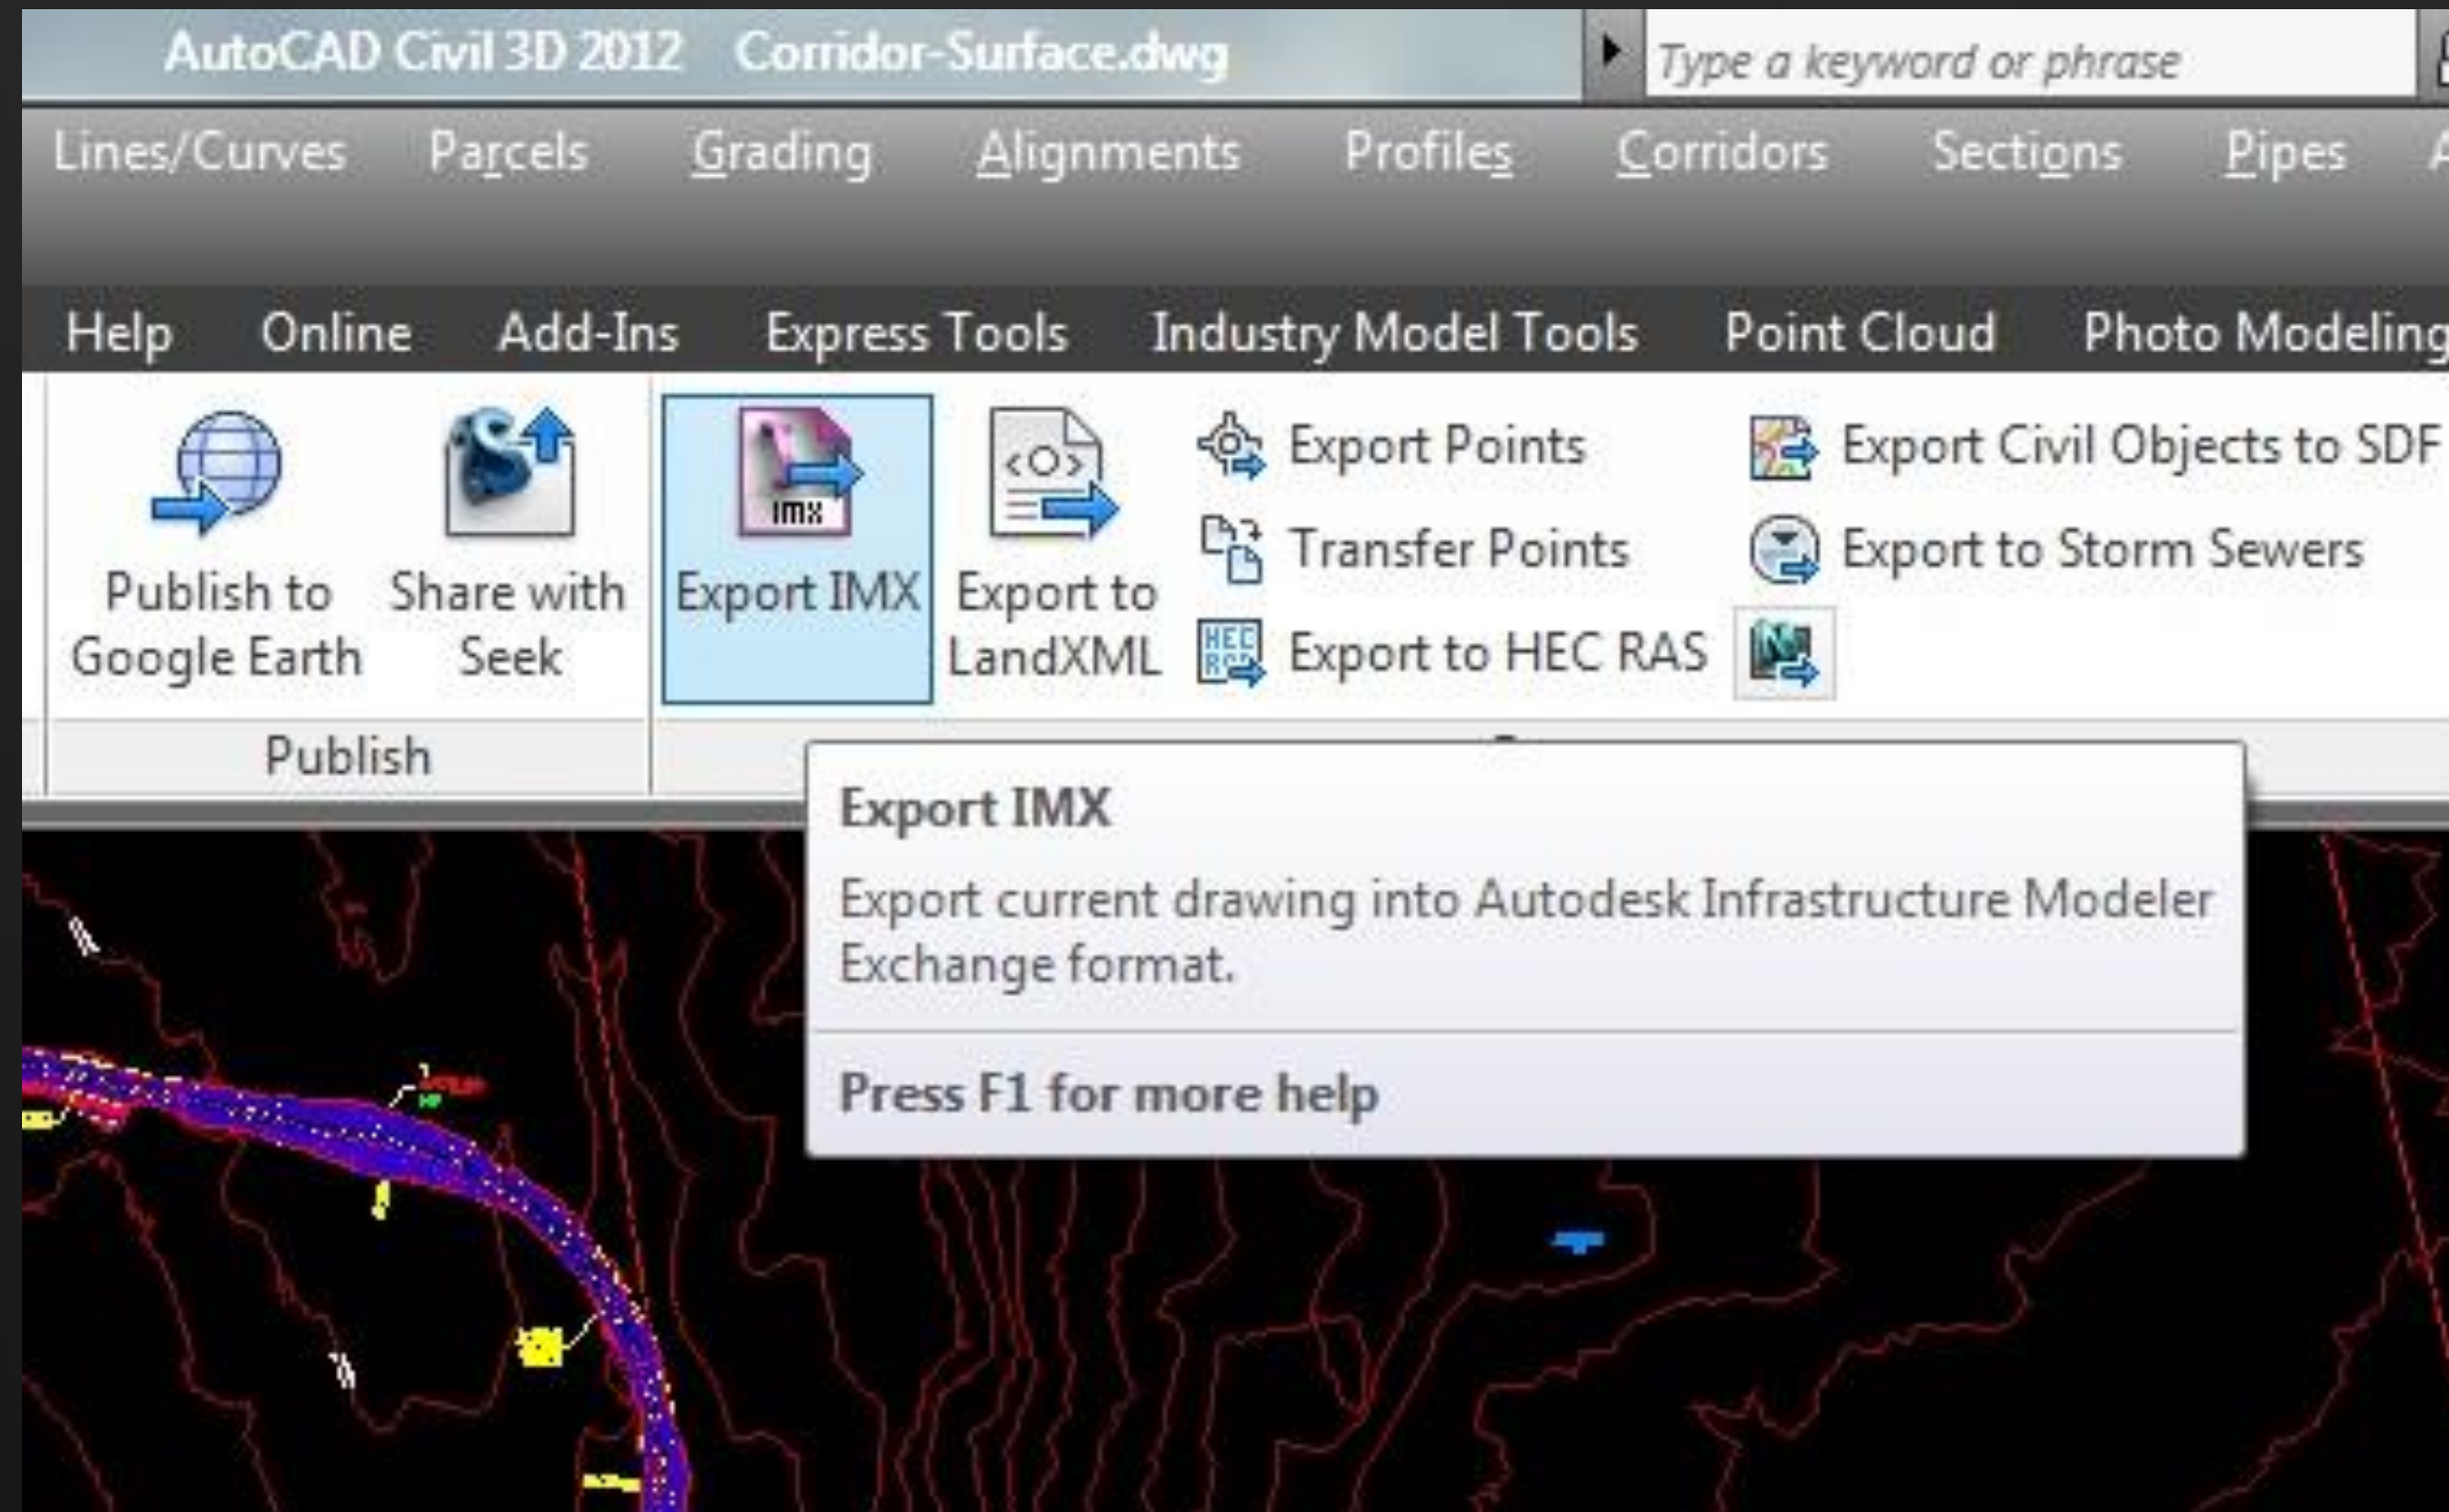 AutoCAD Civil 3D 2012 Corridor-Surface.dwg Type a keyword or phrase
Lines/Curves Parcels Grading Alignments Profiles Corridors Sections Pipes
Help Online Add-Ins Express Tools Industry Model Tools Point Cloud Photo Modeling
Publish to
Google Earth
Share with
Seek
IMX
Export IMX
Export to
LandXML
Export Points
Transfer Points
HEC
RAS
Export to HEC RAS
Export Civil Objects to SDF
Export to Storm Sewers
Publish
Export IMX
Export current drawing into Autodesk Infrastructure Modeler
Exchange format.
Press F1 for more help